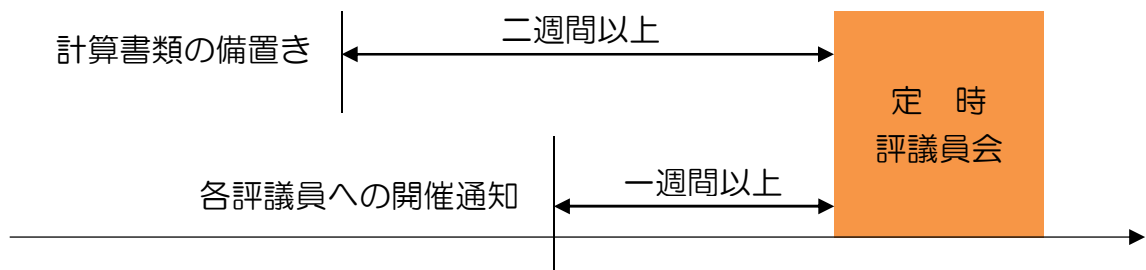 計算書類の備置き
二週間以上
定　時
評議員会
各評議員への開催通知
一週間以上